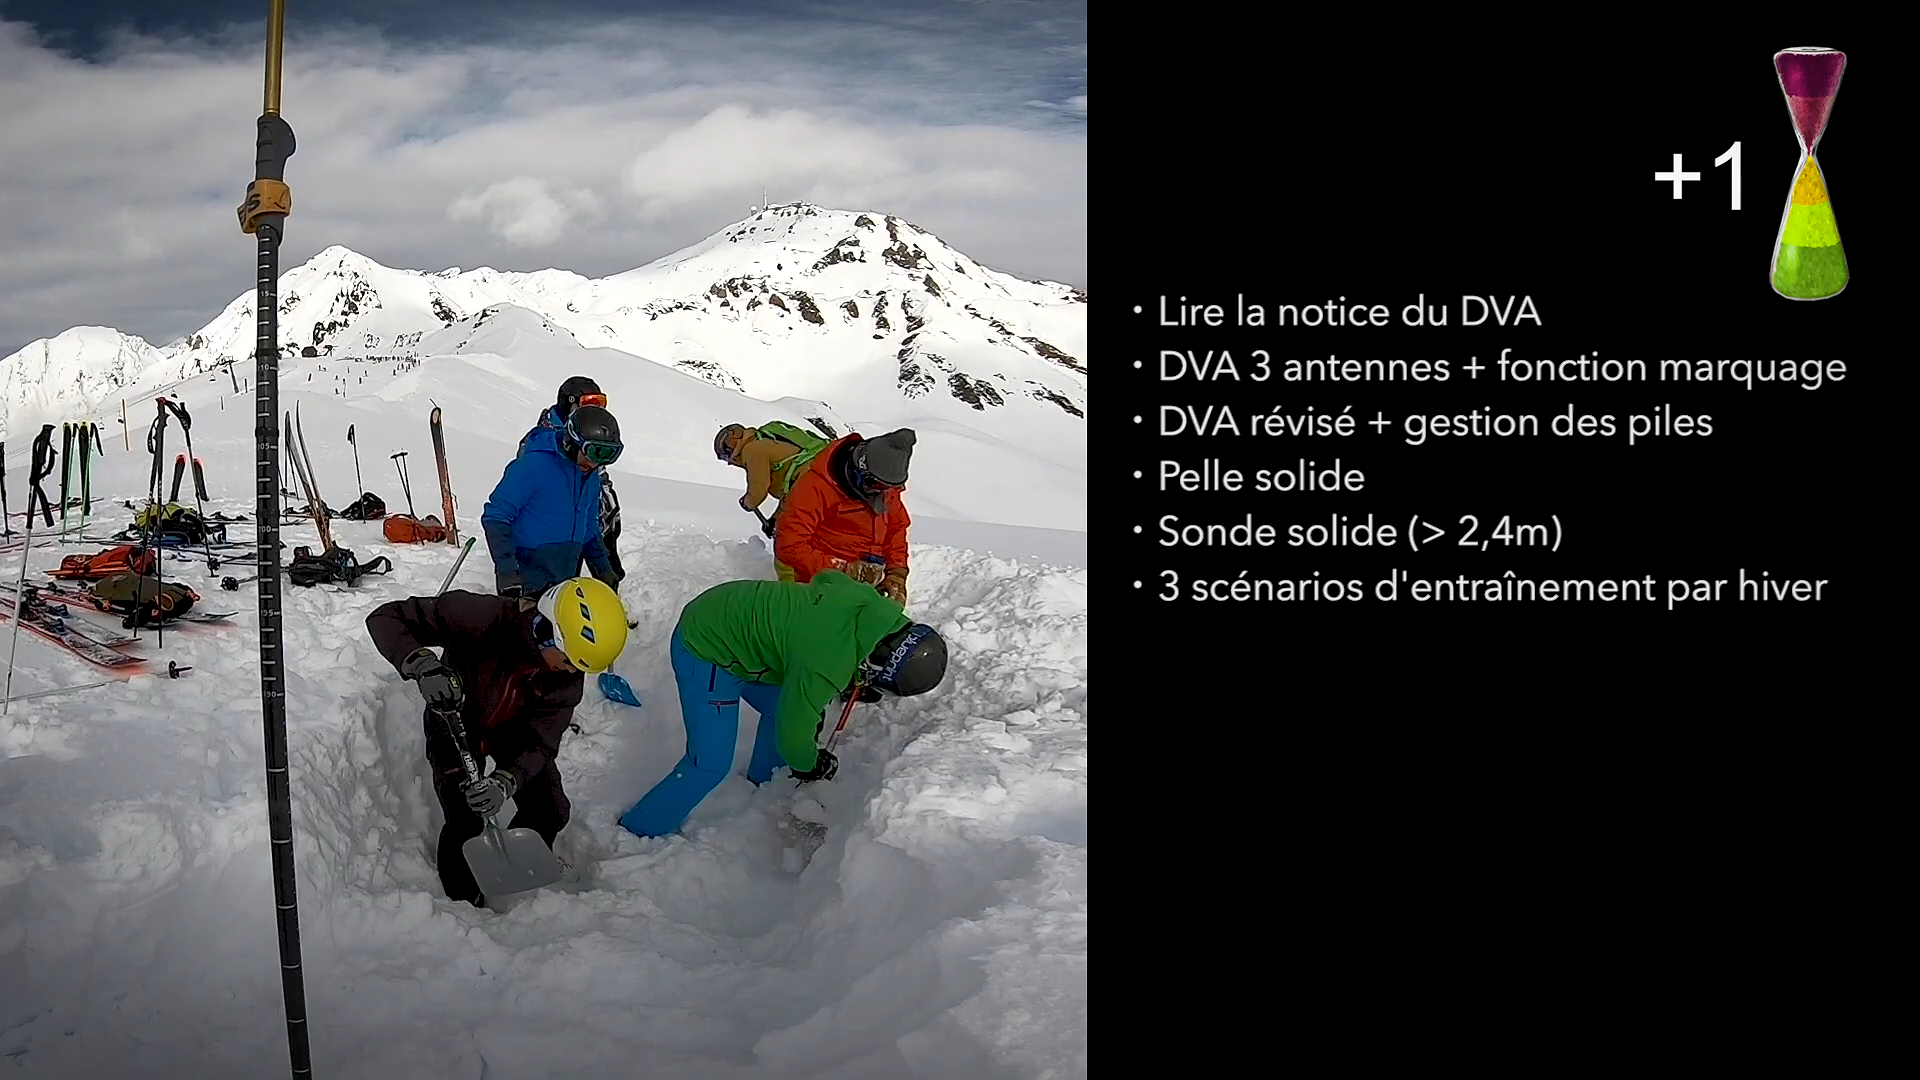 +1
• Lire la notice du DVA
• DVA 3 antennes + fonction marquage
• DVA révisé + gestion des piles
• Pelle solide
• Sonde solide (> 2,4m)
• 3 scénarios d'entraînement par hiver